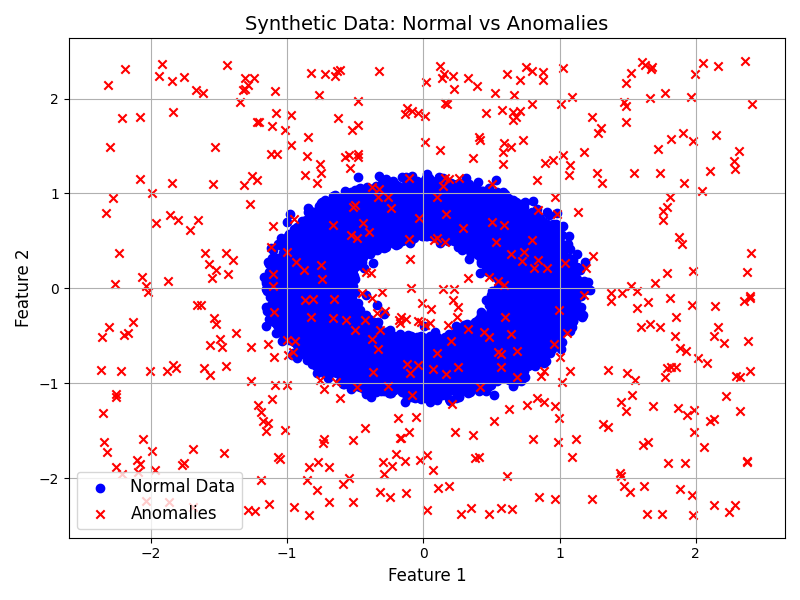 Synthetic Data: Normal vs Anomalies
2
1
0
−1
−2
Feature 2
Normal Data
Anomalies
−2
−1
0
1
2
Feature 1